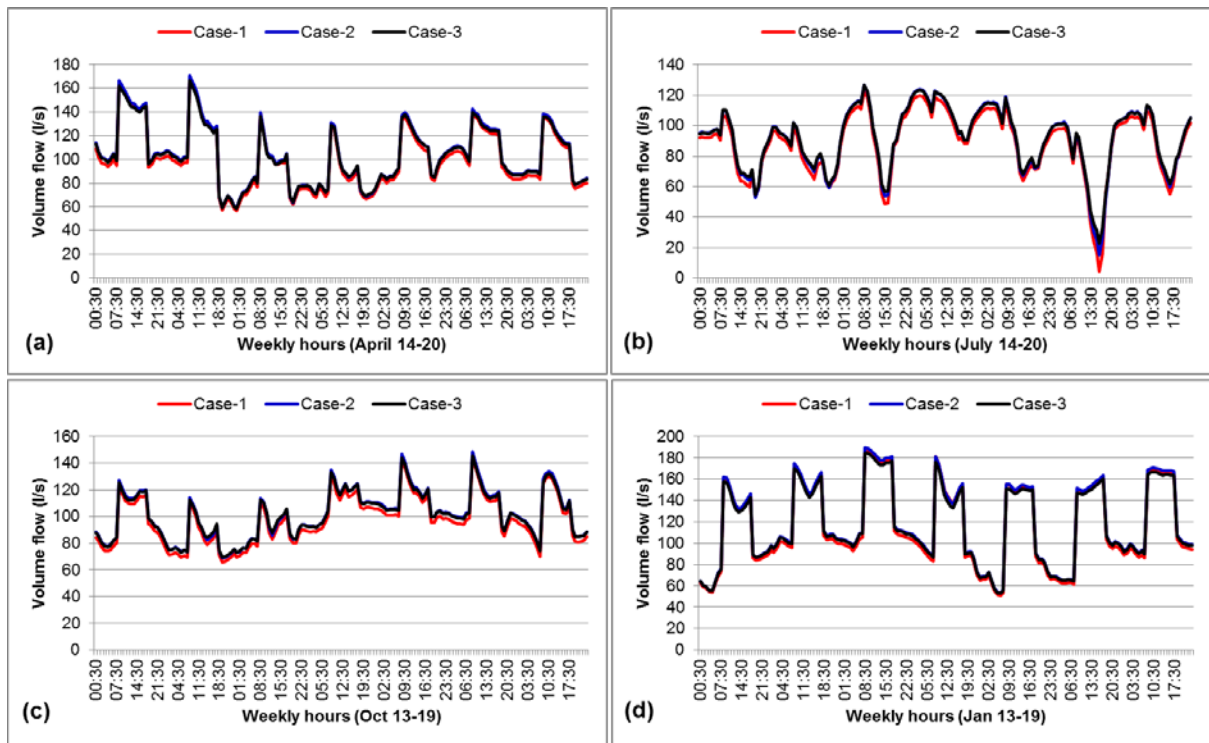 Case-1 Case-2 Case-3
Volume flow (l/s)
180
160
140
120
100
80
60
40
20
0
00:30 07:30 14:30 21:30 04:30 11:30 18:30 01:30 08:30 15:30 22:30 05:30 12:30 19:30 02:30 09:30 16:30 23:30 06:30 13:30 20:30 03:30 10:30 17:30
(a)
Weekly hours (April 14-20)
Case-1 Case-2 Case-3
Volume flow (l/s)
140
120
100
80
60
40
20
0
00:30 07:30 14:30 21:30 04:30 11:30 18:30 01:30 08:30 15:30 22:30 05:30 12:30 19:30 02:30 09:30 16:30 23:30 06:30 13:30 20:30 03:30 10:30 17:30
(b)
Weekly hours (July 14-20)
Case-1 Case-2 Case-3
Volume flow (l/s)
160
140
120
100
80
60
40
20
0
00:30 07:30 14:30 21:30 04:30 11:30 18:30 01:30 08:30 15:30 22:30 05:30 12:30 19:30 02:30 09:30 16:30 23:30 06:30 13:30 20:30 03:30 10:30 17:30
(c)
Weekly hours (Oct 13-19)
Case-1 Case-2 Case-3
Volume flow (l/s)
200
180
160
140
120
100
80
60
40
20
0
00:30 07:30 14:30 21:30 04:30 11:30 18:30 01:30 08:30 15:30 22:30 05:30 12:30 19:30 02:30 09:30 16:30 23:30 06:30 13:30 20:30 03:30 10:30 17:30
(d)
Weekly hours (Jan 13-19)